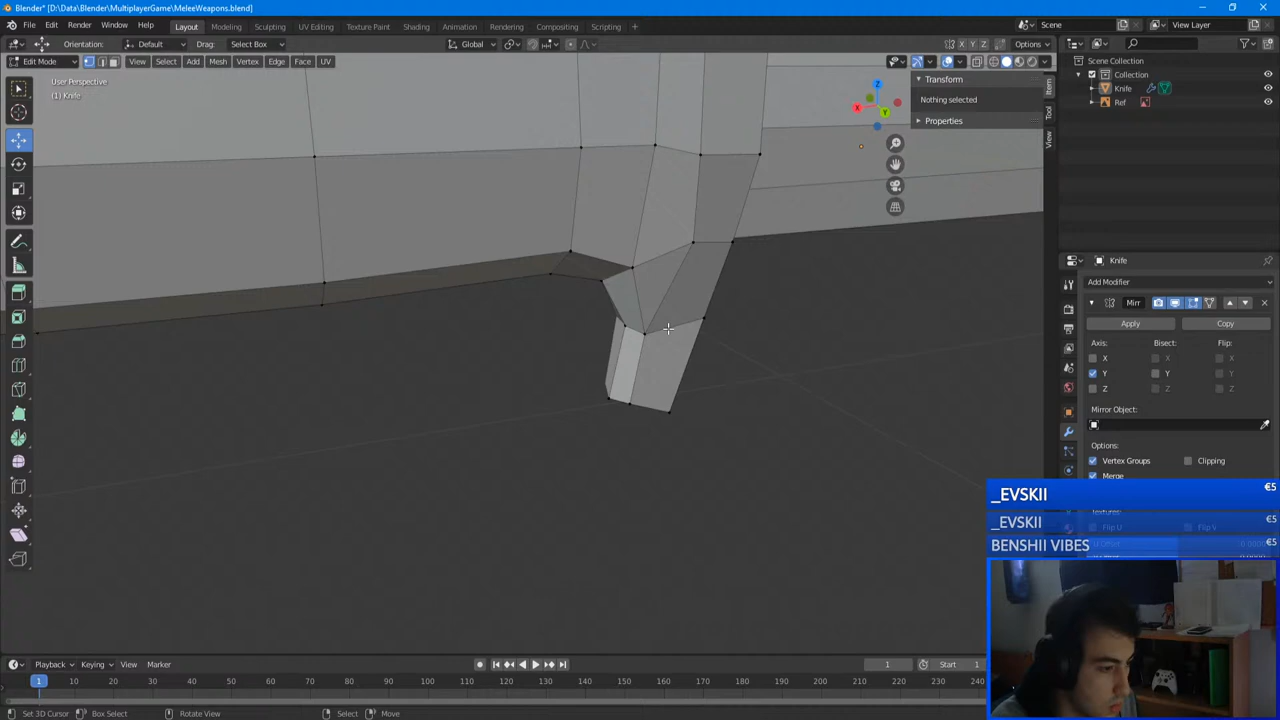 Blender* [D:\Data\Blender\MultiplayerGame\MeleeWeapons.blend]
File Edit Render Window Help Layout Modeling Sculpting UV Editing Texture Paint Shading Animation Rendering Compositing Scripting + Scene View Layer
Orientation: Default Drag: Select Box Global X Y Z Options
Edit Mode View Select Add Mesh Vertex Edge Face UV
User Perspective
(1) Knife
Transform
Nothing selected
Properties
Item
Tool
View
Z
X
Y
Scene Collection
Collection
Knife
Ref
Knife
Add Modifier
Mirr
Apply Copy
Axis: Bisect: Flip:
X X X
Y Y Y
Z Z Z
Mirror Object:
Options:
Vertex Groups Clipping
Merge
_EVSKII €5
_EVSKII €5
BENSHII VIBES €5
Playback Keying View Marker 1 Start 1
1 10 20 30 40 50 60 70 80 90 100 110 120 130 140 150 160 170 180 190 200 210 220 230 240
Set 3D Cursor Box Select Rotate View Select Move